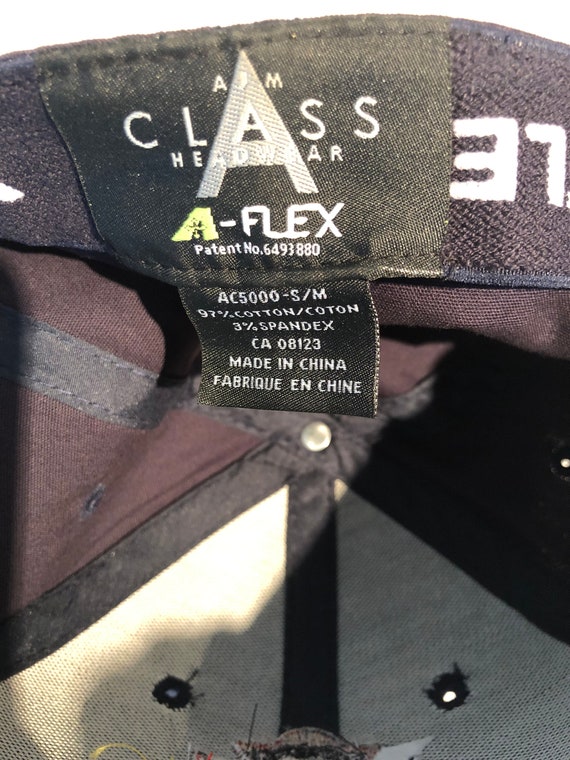 AJM
CLASS
HEADWEAR
A-FLEX
Patent No.6493880
AC5000-S/M
97%COTTON/COTON
3%SPANDEX
CA 08123
MADE IN CHINA
FABRIQUE EN CHINE